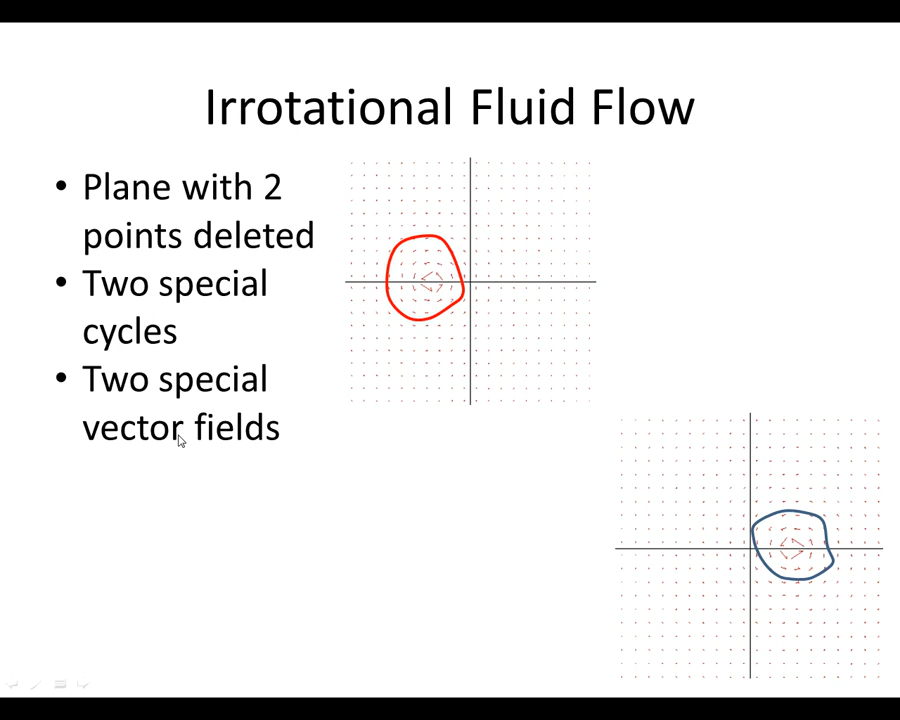 Irrotational Fluid Flow
• Plane with 2
points deleted
• Two special
cycles
• Two special
vector fields